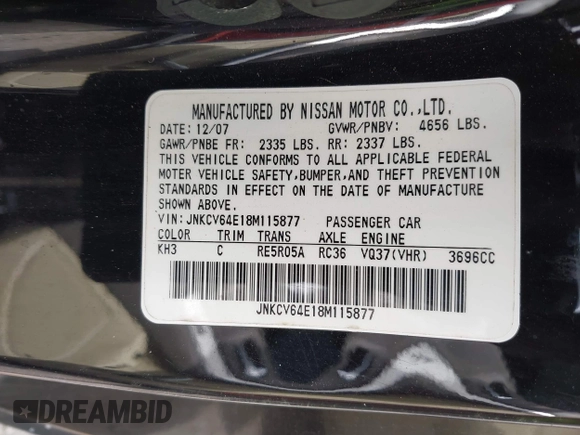 MANUFACTURED BY NISSAN MOTOR CO.,LTD.
DATE: 12/07 GVWR/PNBV: 4656 LBS.
GAWR/PNBE FR: 2335 LBS. RR: 2337 LBS.
THIS VEHICLE CONFORMS TO ALL APPLICABLE FEDERAL
MOTOR VEHICLE SAFETY,BUMPER,AND THEFT PREVENTION
STANDARDS IN EFFECT ON THE DATE OF MANUFACTURE
SHOWN ABOVE.
VIN: JNKCV64E18M115877 PASSENGER CAR
COLOR TRIM TRANS AXLE ENGINE
KH3 C RE5R05A RC36 VQ37(VHR) 3696CC
JNKCV64E18M115877
DREAMBID